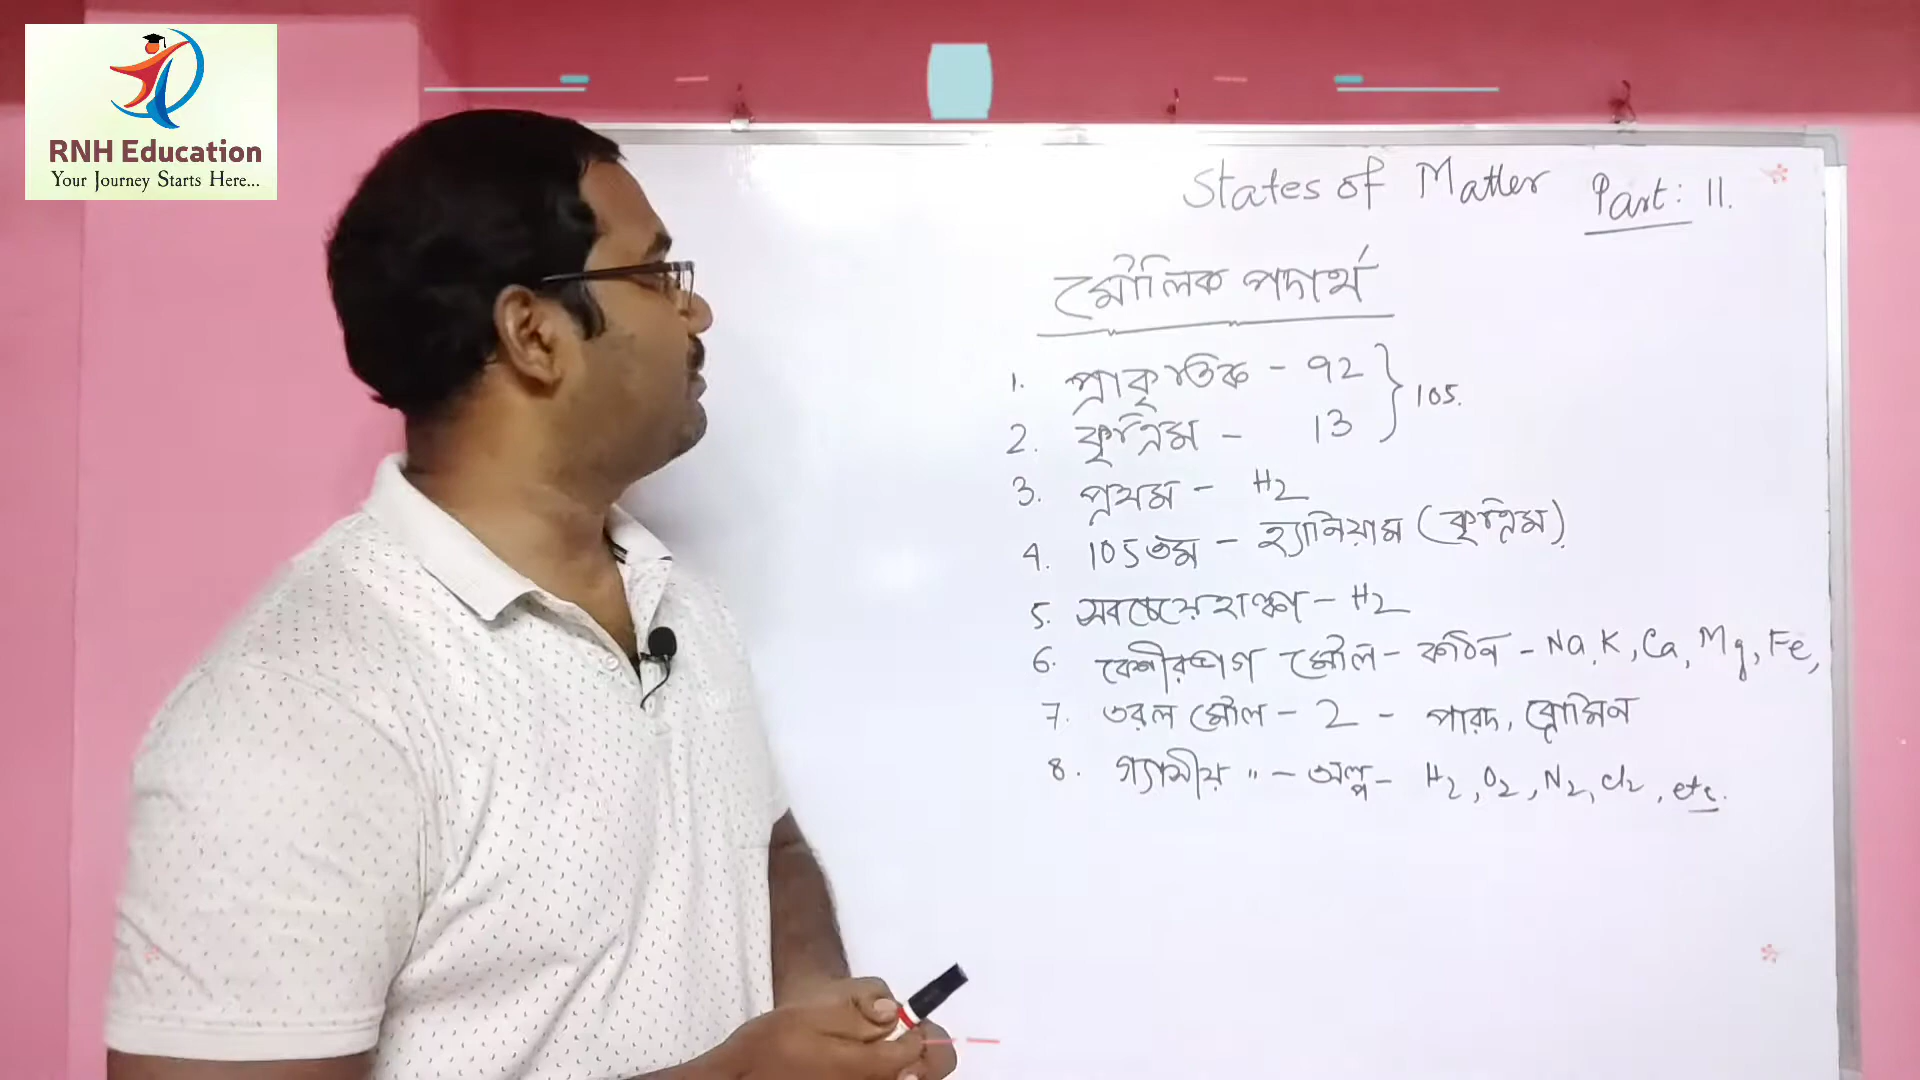 RNH Education
Your Journey Starts Here...
States of Matter Part: II.
মৌলিক পদার্থ
1. প্রাকৃতিক - 92 } 105.
2. কৃত্রিম - 13
3. প্রথম - H2
4. 105তম - হ্যানিয়াম (কৃত্রিম).
5. সবচেয়ে হাল্কা - H2
6. বেশীরভাগ মৌল - কঠিন - Na, K, Ca, Mg, Fe,
7. তরল মৌল - 2 - পারদ, ব্রোমিন
8. গ্যাসীয় " - অল্প - H2, O2, N2, Cl2, etc.